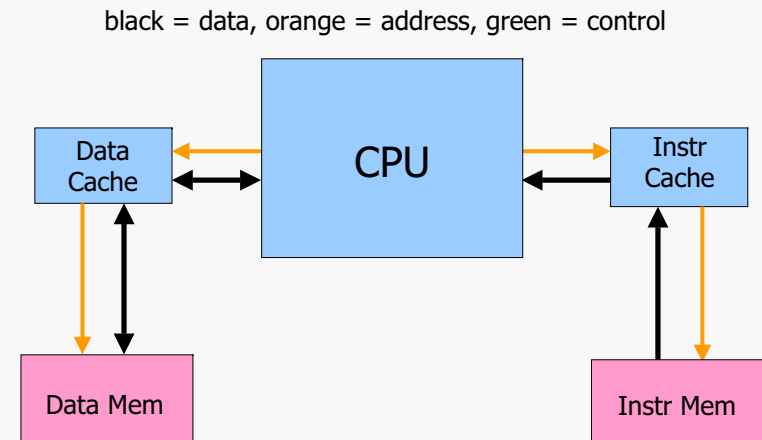 black = data, orange = address, green = control
Data
Cache
CPU
Instr
Cache
Data Mem
Instr Mem